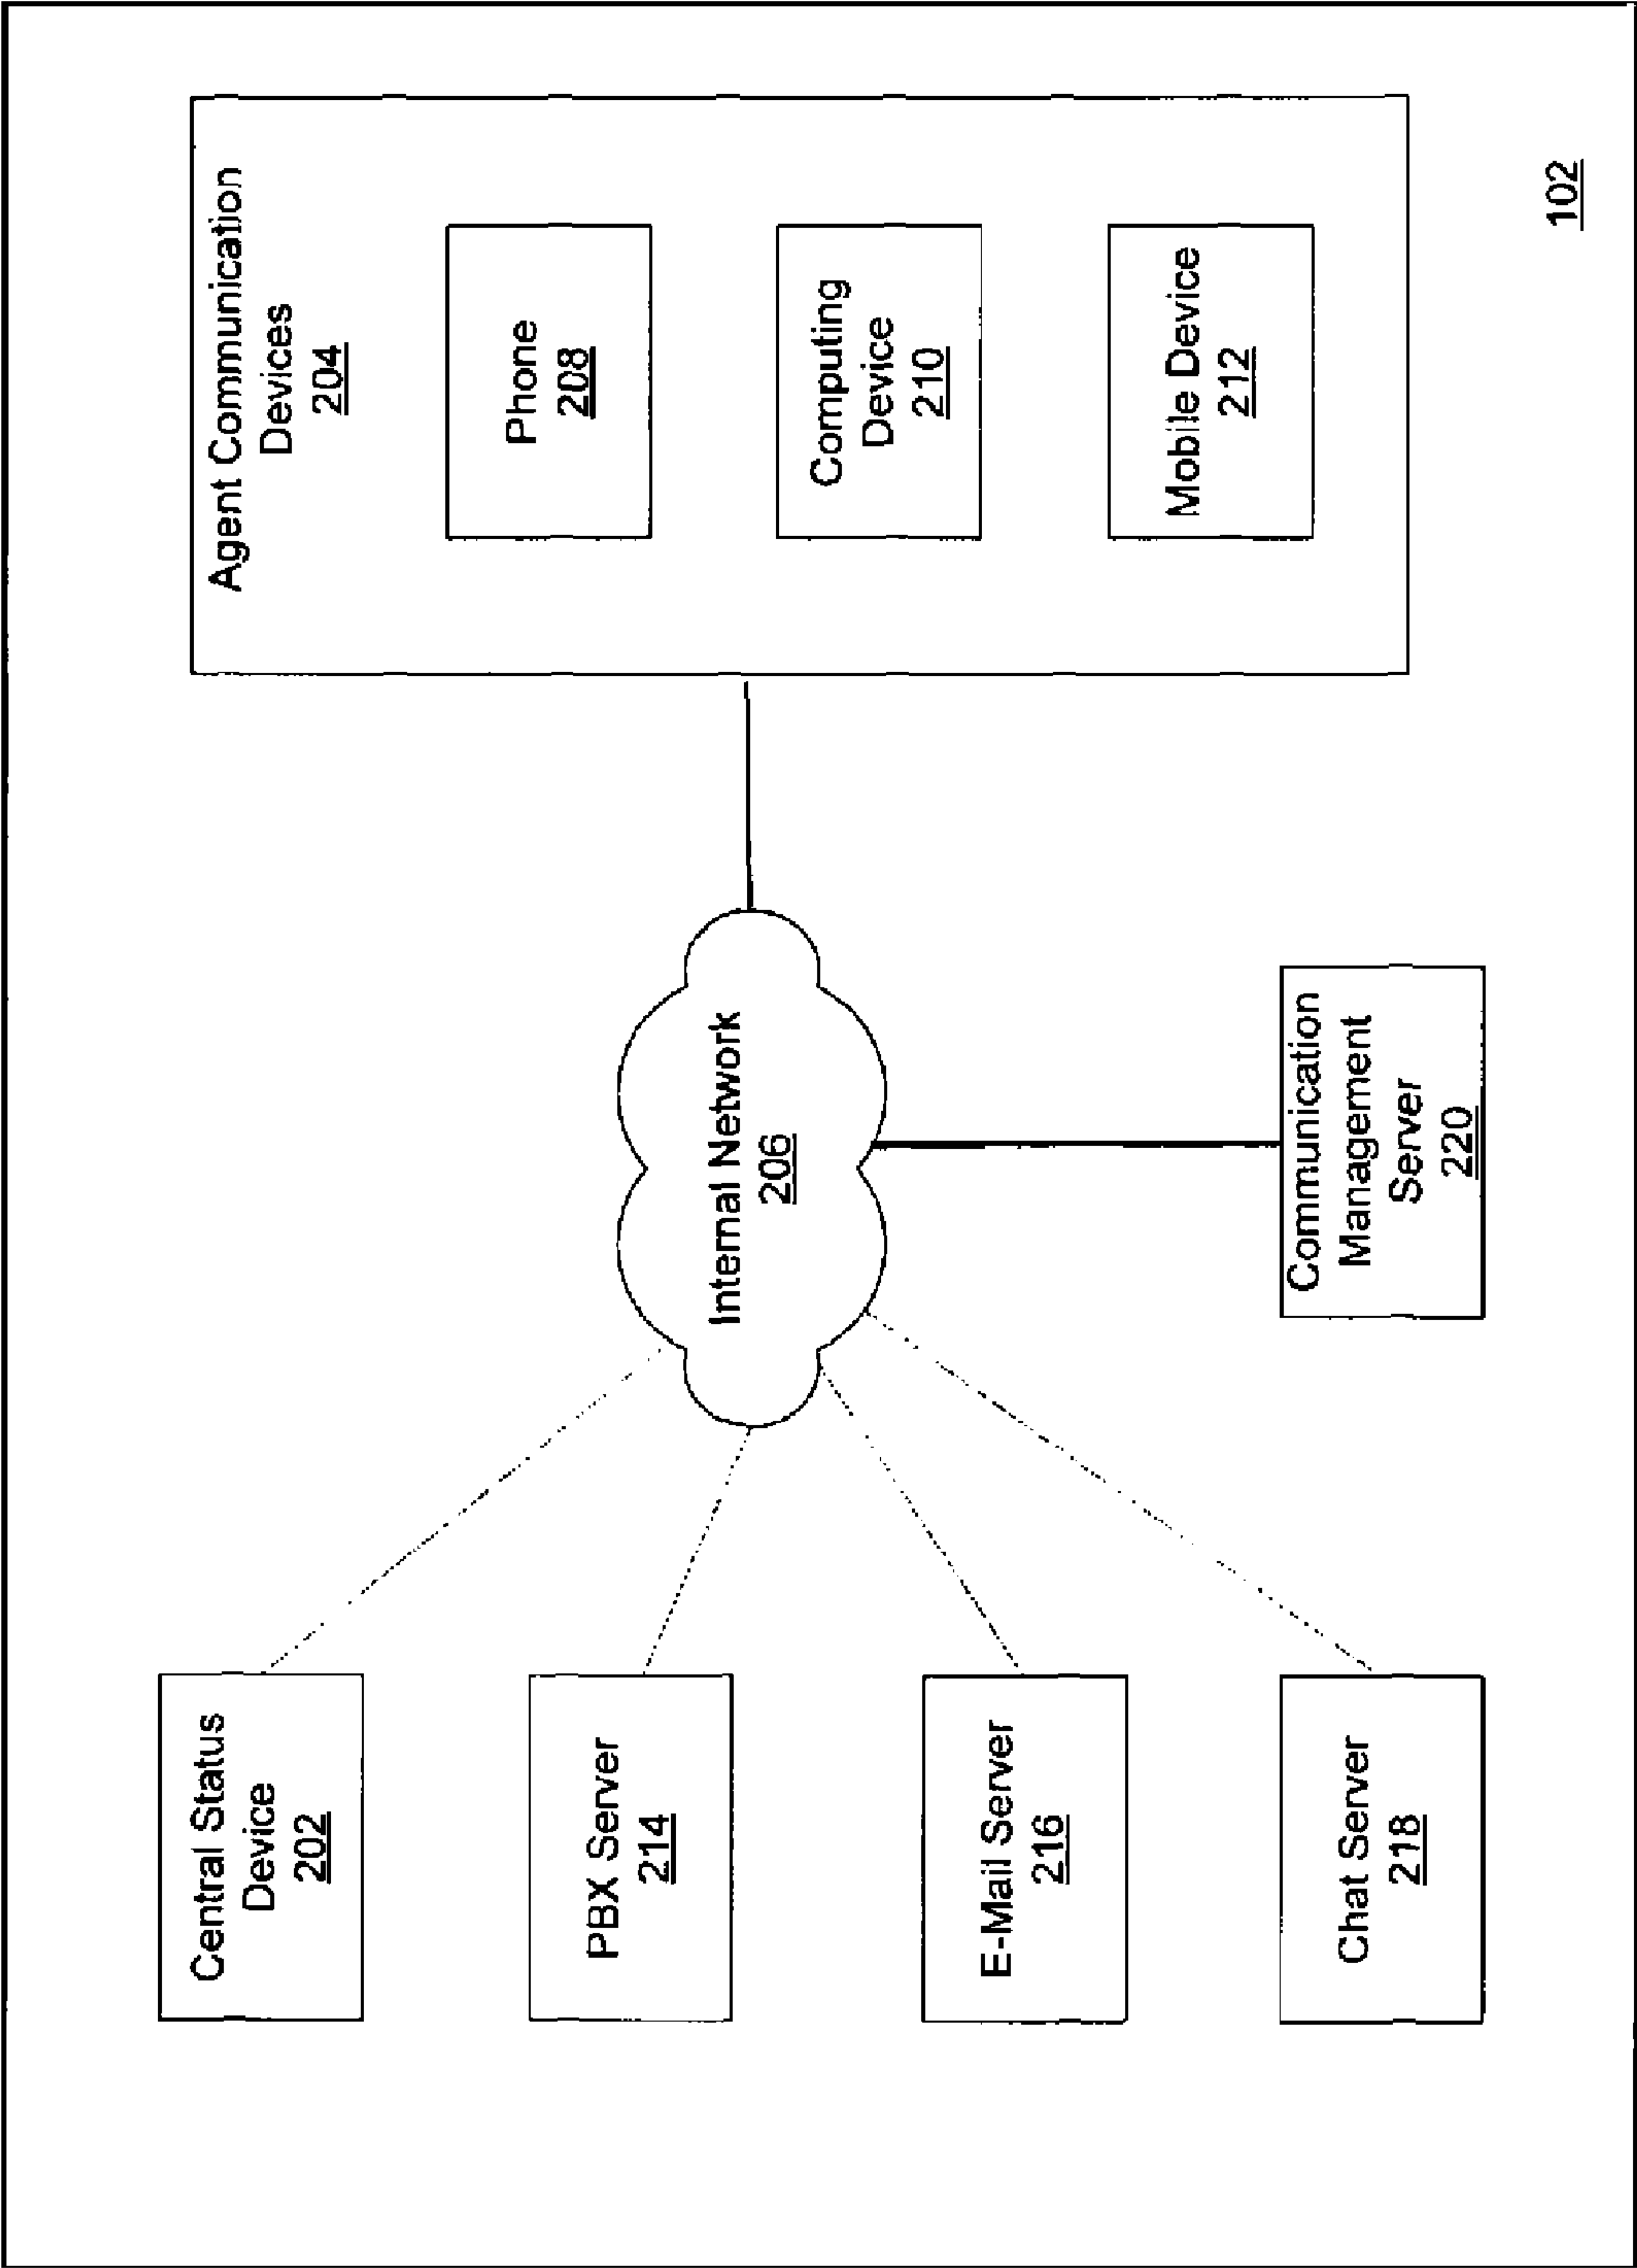 Central Status
Device
202
PBX Server
214
E-Mail Server
216
Chat Server
218
Internal Network
206
Communication
Management
Server
220
Agent Communication
Devices
204
Phone
208
Computing
Device
210
Mobile Device
212
102